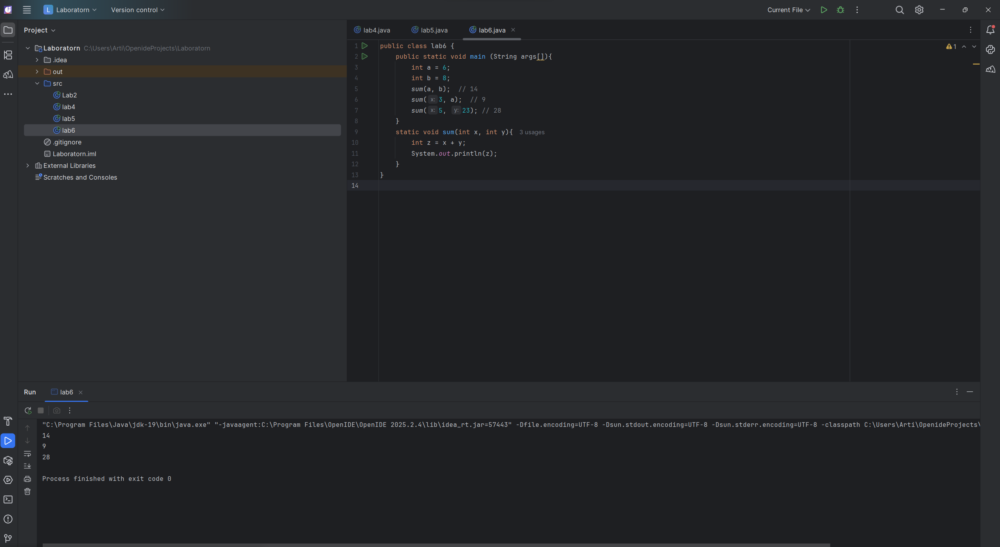 L Laboratorn Version control Current File
Project
Laboratorn C:\Users\Arti\OpenideProjects\Laboratorn
.idea
out
src
Lab2
lab4
lab5
lab6
.gitignore
Laboratorn.iml
External Libraries
Scratches and Consoles
lab4.java lab5.java lab6.java
1 public class lab6 {
2 public static void main (String args[]){
3 int a = 6;
4 int b = 8;
5 sum(a, b); // 14
6 sum( x: 3, a); // 9
7 sum( x: 5, y: 23); // 28
8 }
9 static void sum(int x, int y){ 3 usages
10 int z = x + y;
11 System.out.println(z);
12 }
13 }
14
1
Run lab6
"C:\Program Files\Java\jdk-19\bin\java.exe" "-javaagent:C:\Program Files\OpenIDE\OpenIDE 2025.2.4\lib\idea_rt.jar=57443" -Dfile.encoding=UTF-8 -Dsun.stdout.encoding=UTF-8 -Dsun.stderr.encoding=UTF-8 -classpath C:\Users\Arti\OpenideProjects\
14
9
28
Process finished with exit code 0